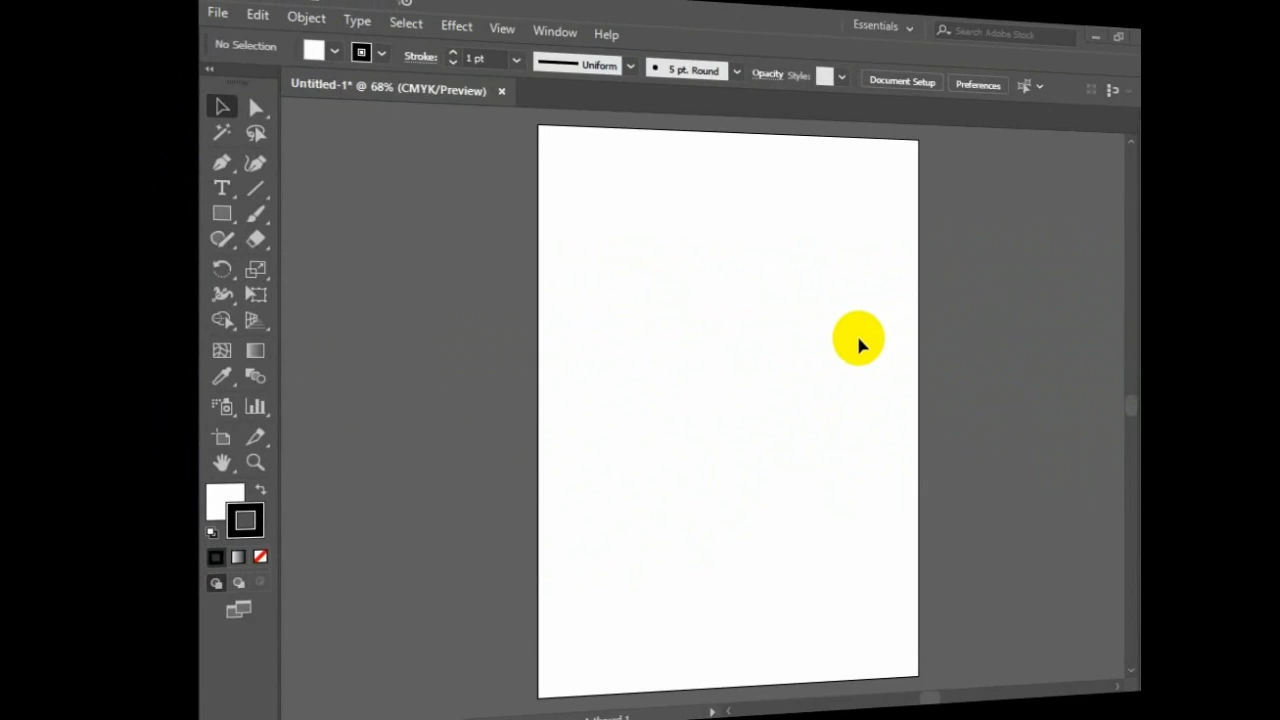 File Edit Object Type Select Effect View Window Help
Essentials
Search Adobe Stock
No Selection
Stroke: 1 pt
Uniform
5 pt. Round
Opacity
Style:
Document Setup
Preferences
Untitled-1* @ 68% (CMYK/Preview)